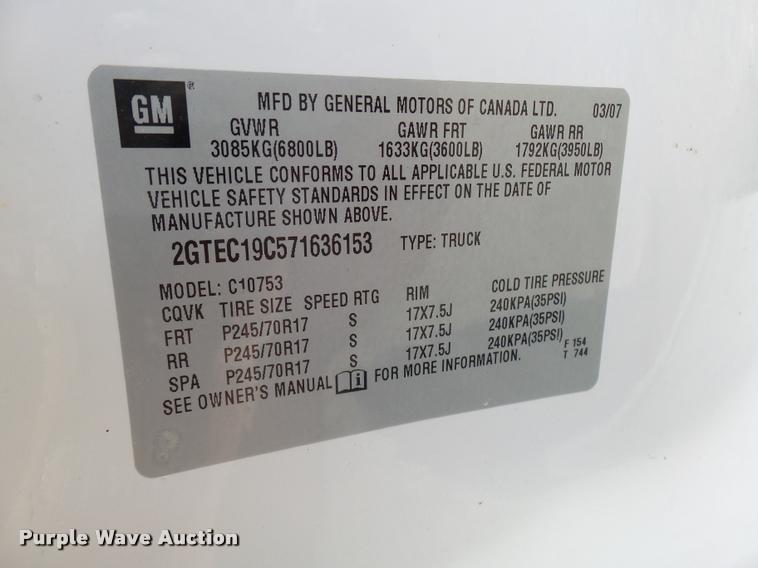 GM ®
MFD BY GENERAL MOTORS OF CANADA LTD. 03/07
GVWR GAWR FRT GAWR RR
3085KG(6800LB) 1633KG(3600LB) 1792KG(3950LB)
THIS VEHICLE CONFORMS TO ALL APPLICABLE U.S. FEDERAL MOTOR
VEHICLE SAFETY STANDARDS IN EFFECT ON THE DATE OF
MANUFACTURE SHOWN ABOVE.
2GTEC19C571636153 TYPE: TRUCK
MODEL: C10753
CQVK TIRE SIZE SPEED RTG RIM COLD TIRE PRESSURE
FRT P245/70R17 S 17X7.5J 240KPA(35PSI)
RR P245/70R17 S 17X7.5J 240KPA(35PSI)
SPA P245/70R17 S 17X7.5J 240KPA(35PSI) F 154
SEE OWNER'S MANUAL FOR MORE INFORMATION. T 744
Purple Wave Auction